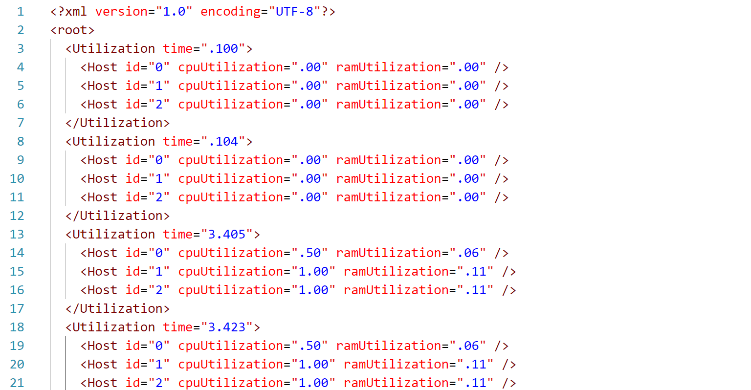 1 <?xml version="1.0" encoding="UTF-8"?>
2 <root>
3 <Utilization time=".100">
4 <Host id="0" cpuUtilization=".00" ramUtilization=".00" />
5 <Host id="1" cpuUtilization=".00" ramUtilization=".00" />
6 <Host id="2" cpuUtilization=".00" ramUtilization=".00" />
7 </Utilization>
8 <Utilization time=".104">
9 <Host id="0" cpuUtilization=".00" ramUtilization=".00" />
10 <Host id="1" cpuUtilization=".00" ramUtilization=".00" />
11 <Host id="2" cpuUtilization=".00" ramUtilization=".00" />
12 </Utilization>
13 <Utilization time="3.405">
14 <Host id="0" cpuUtilization=".50" ramUtilization=".06" />
15 <Host id="1" cpuUtilization="1.00" ramUtilization=".11" />
16 <Host id="2" cpuUtilization="1.00" ramUtilization=".11" />
17 </Utilization>
18 <Utilization time="3.423">
19 <Host id="0" cpuUtilization=".50" ramUtilization=".06" />
20 <Host id="1" cpuUtilization="1.00" ramUtilization=".11" />
21 <Host id="2" cpuUtilization="1.00" ramUtilization=".11" />